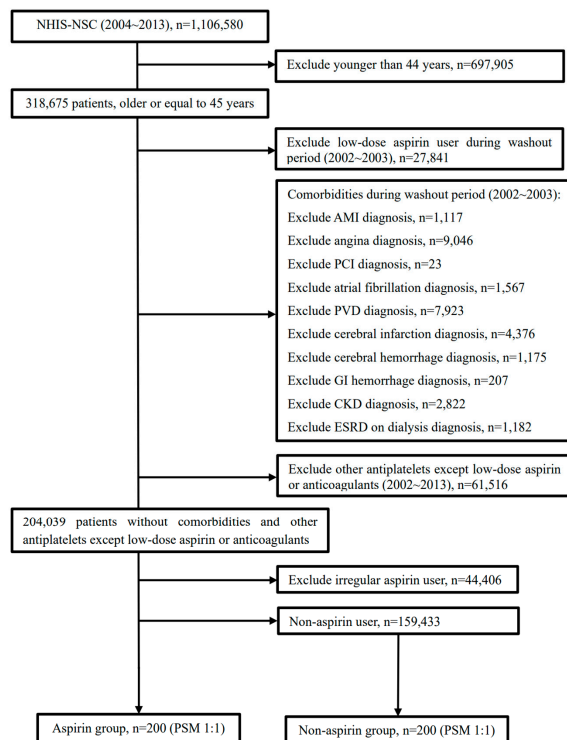 NHIS-NSC (2004~2013), n=1,106,580
Exclude younger than 44 years, n=697,905
318,675 patients, older or equal to 45 years
Exclude low-dose aspirin user during washout
period (2002~2003), n=27,841
Comorbidities during washout period (2002~2003):
Exclude AMI diagnosis, n=1,117
Exclude angina diagnosis, n=9,046
Exclude PCI diagnosis, n=23
Exclude atrial fibrillation diagnosis, n=1,567
Exclude PVD diagnosis, n=7,923
Exclude cerebral infarction diagnosis, n=4,376
Exclude cerebral hemorrhage diagnosis, n=1,175
Exclude GI hemorrhage diagnosis, n=207
Exclude CKD diagnosis, n=2,822
Exclude ESRD on dialysis diagnosis, n=1,182
Exclude other antiplatelets except low-dose aspirin
or anticoagulants (2002~2013), n=61,516
204,039 patients without comorbidities and other
antiplatelets except low-dose aspirin or anticoagulants
Exclude irregular aspirin user, n=44,406
Non-aspirin user, n=159,433
Aspirin group, n=200 (PSM 1:1)
Non-aspirin group, n=200 (PSM 1:1)